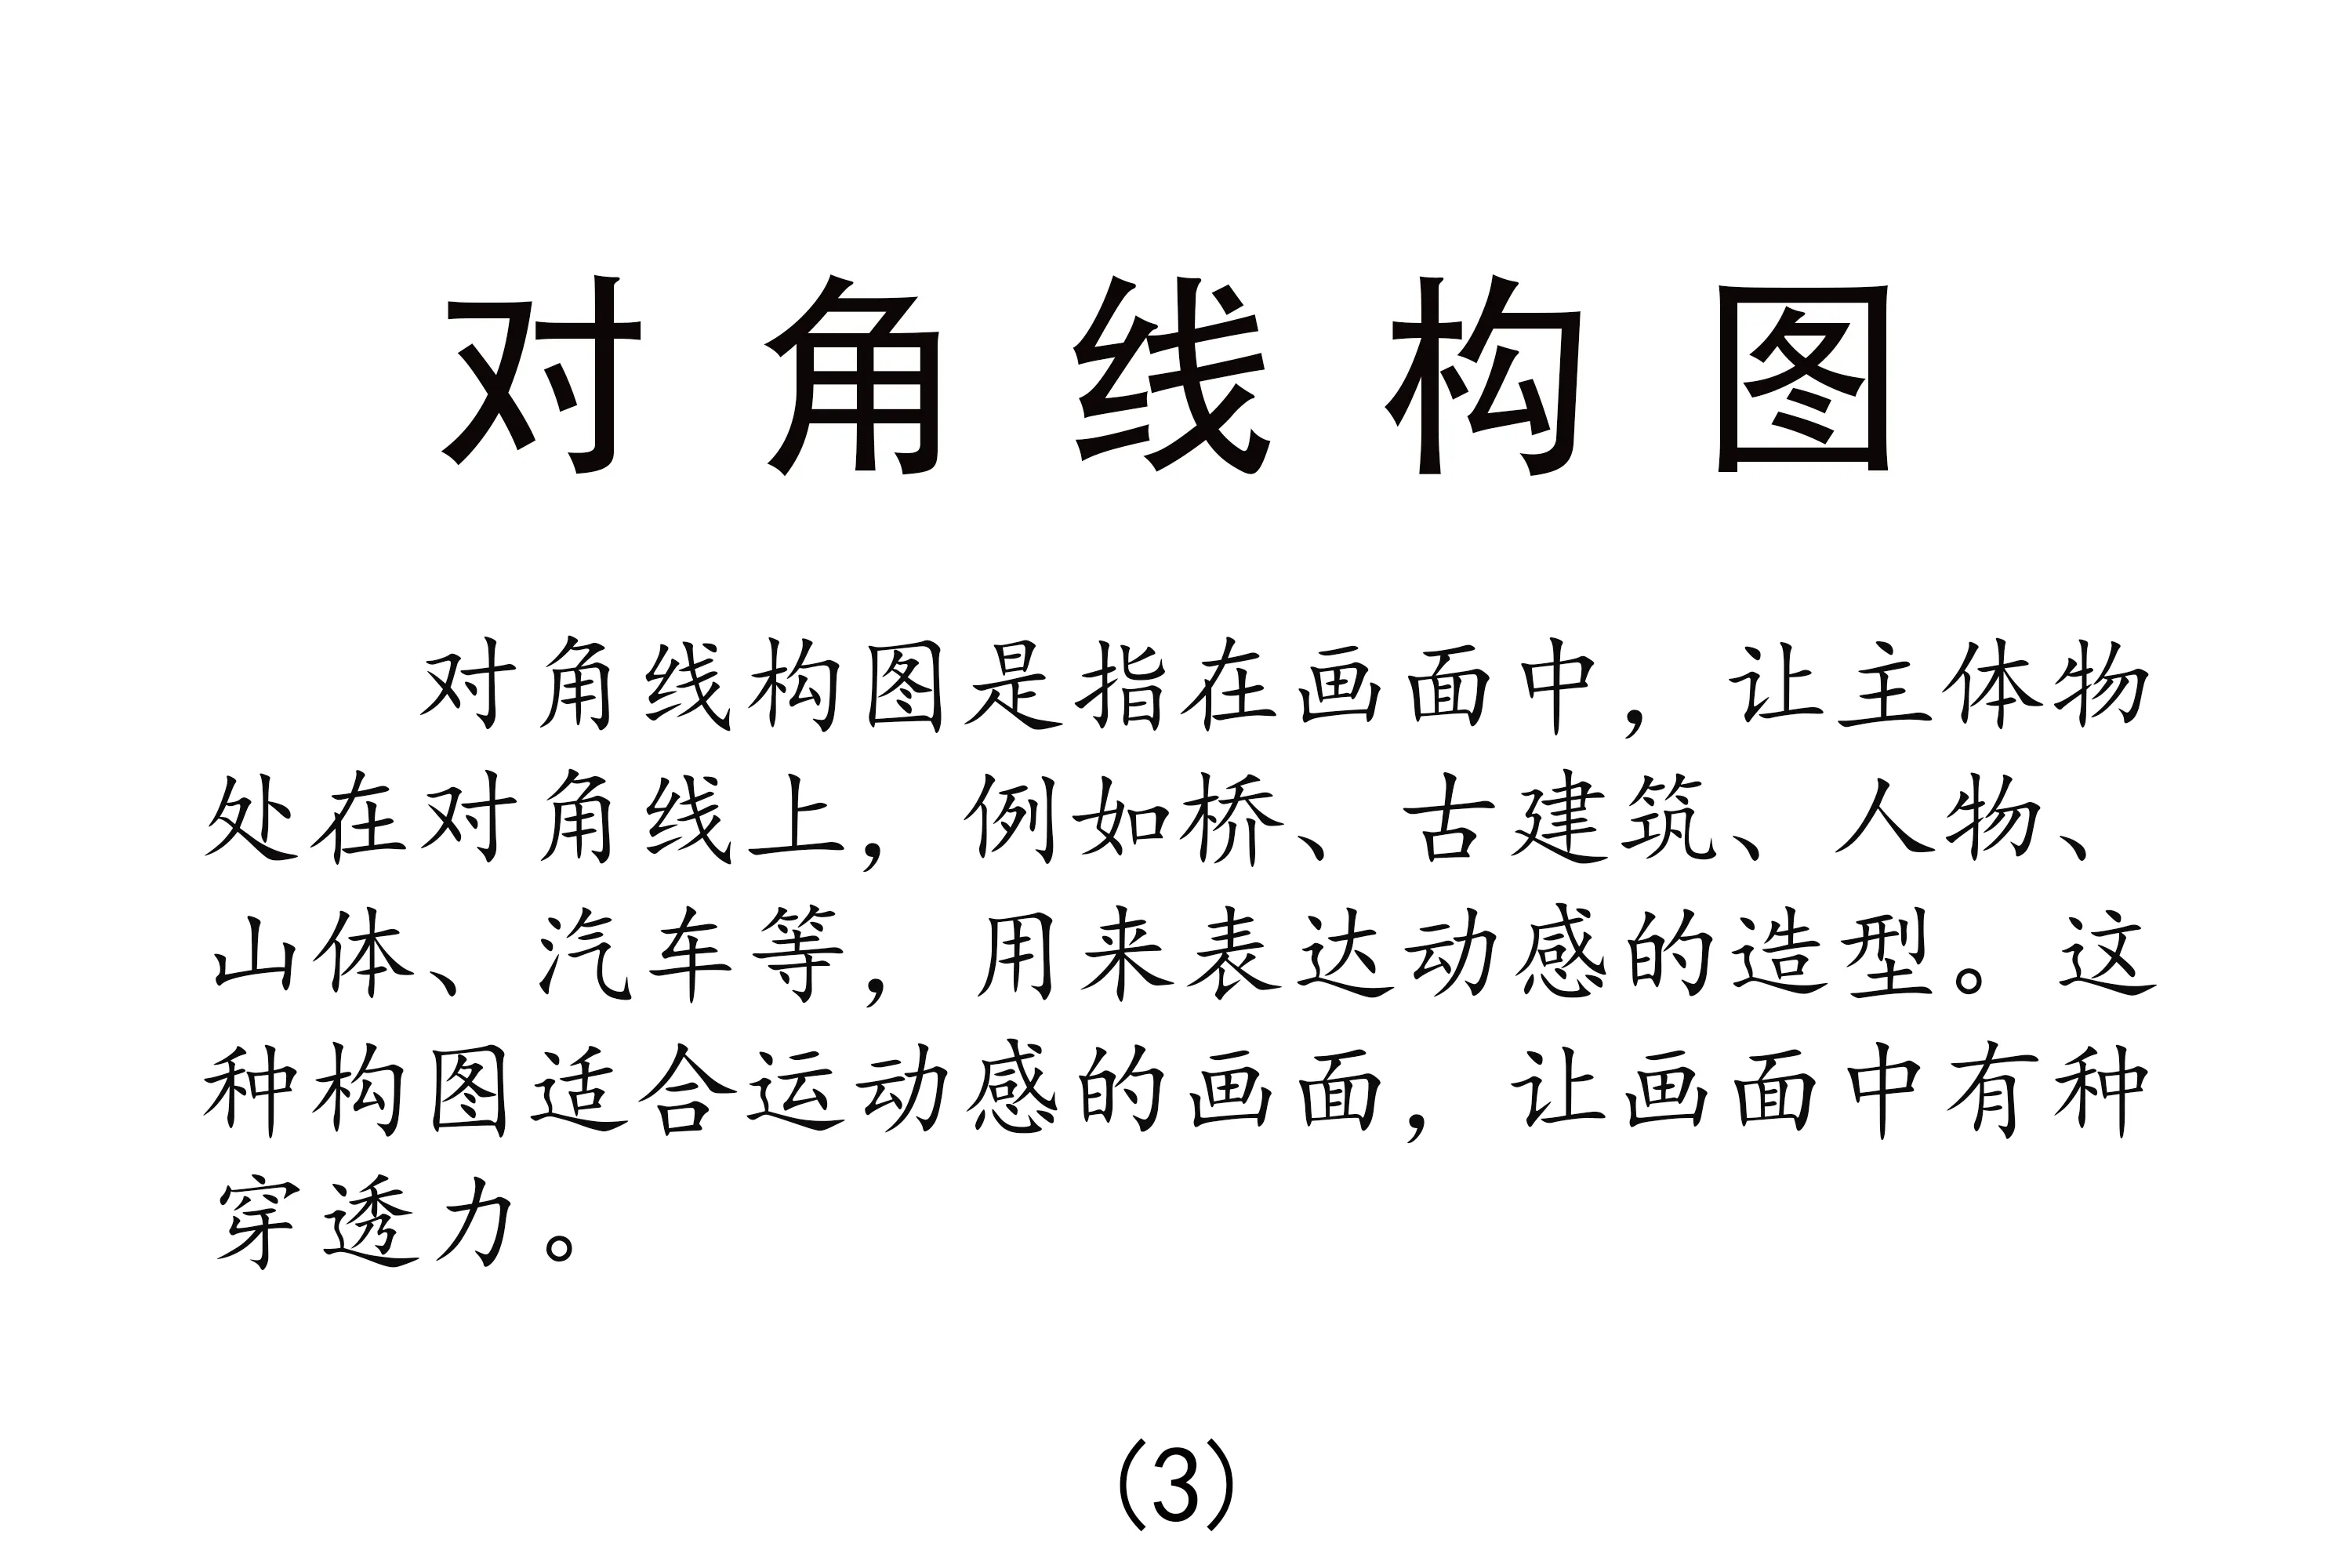 对角线构图
对角线构图是指在画面中，让主体物
处在对角线上，例如桥、古建筑、人物、
山体、汽车等，用来表达动感的造型。这
种构图适合运动感的画面，让画面中有种
穿透力。
(3)